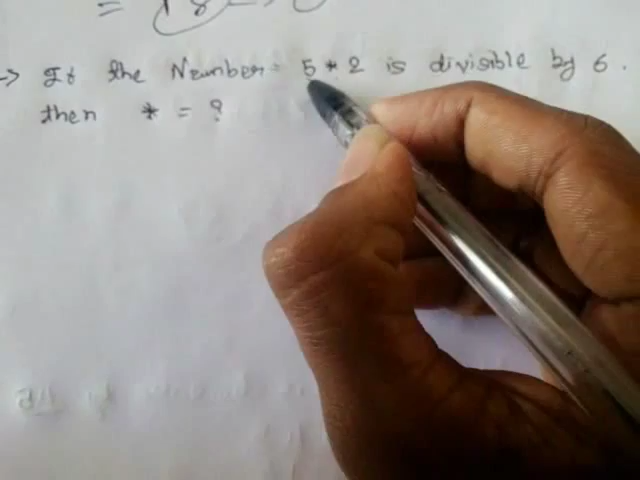 → If the Number = 5 * 2 is divisible by 6.
then * = ?